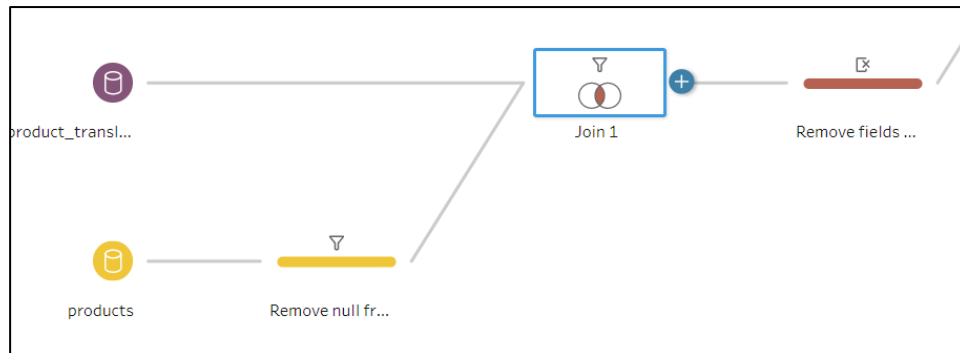 product_transl...
Join 1
Remove fields ...
products
Remove null fr...